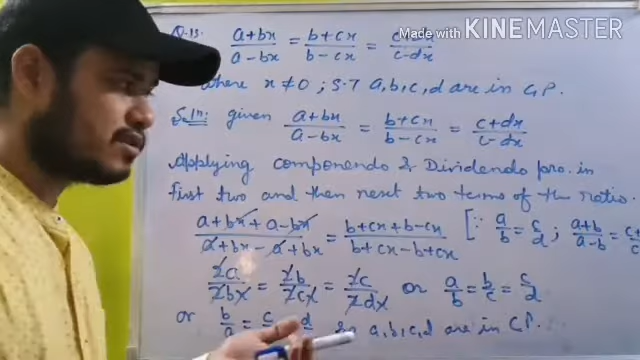 Made with KINEMASTER
Q.13. (a+bx)/(a-bx) = (b+cx)/(b-cx) = (c+dx)/(c-dx)
where x ≠ 0 ; S.T a,b,c,d are in G.P.
Soln: given (a+bx)/(a-bx) = (b+cx)/(b-cx) = (c+dx)/(c-dx)
Applying componendo & Dividendo pro. in
first two and then next two terms of the ratio.
(a+bx+a-bx)/(a+bx-a+bx) = (b+cx+b-cx)/(b+cx-b+cx) [∵ a/b = c/d ; (a+b)/(a-b) = c+
2a/2bx = 2b/2cx = 2c/2dx or a/b = b/c = c/d
or b/a = c d a,b,c,d are in G.P.